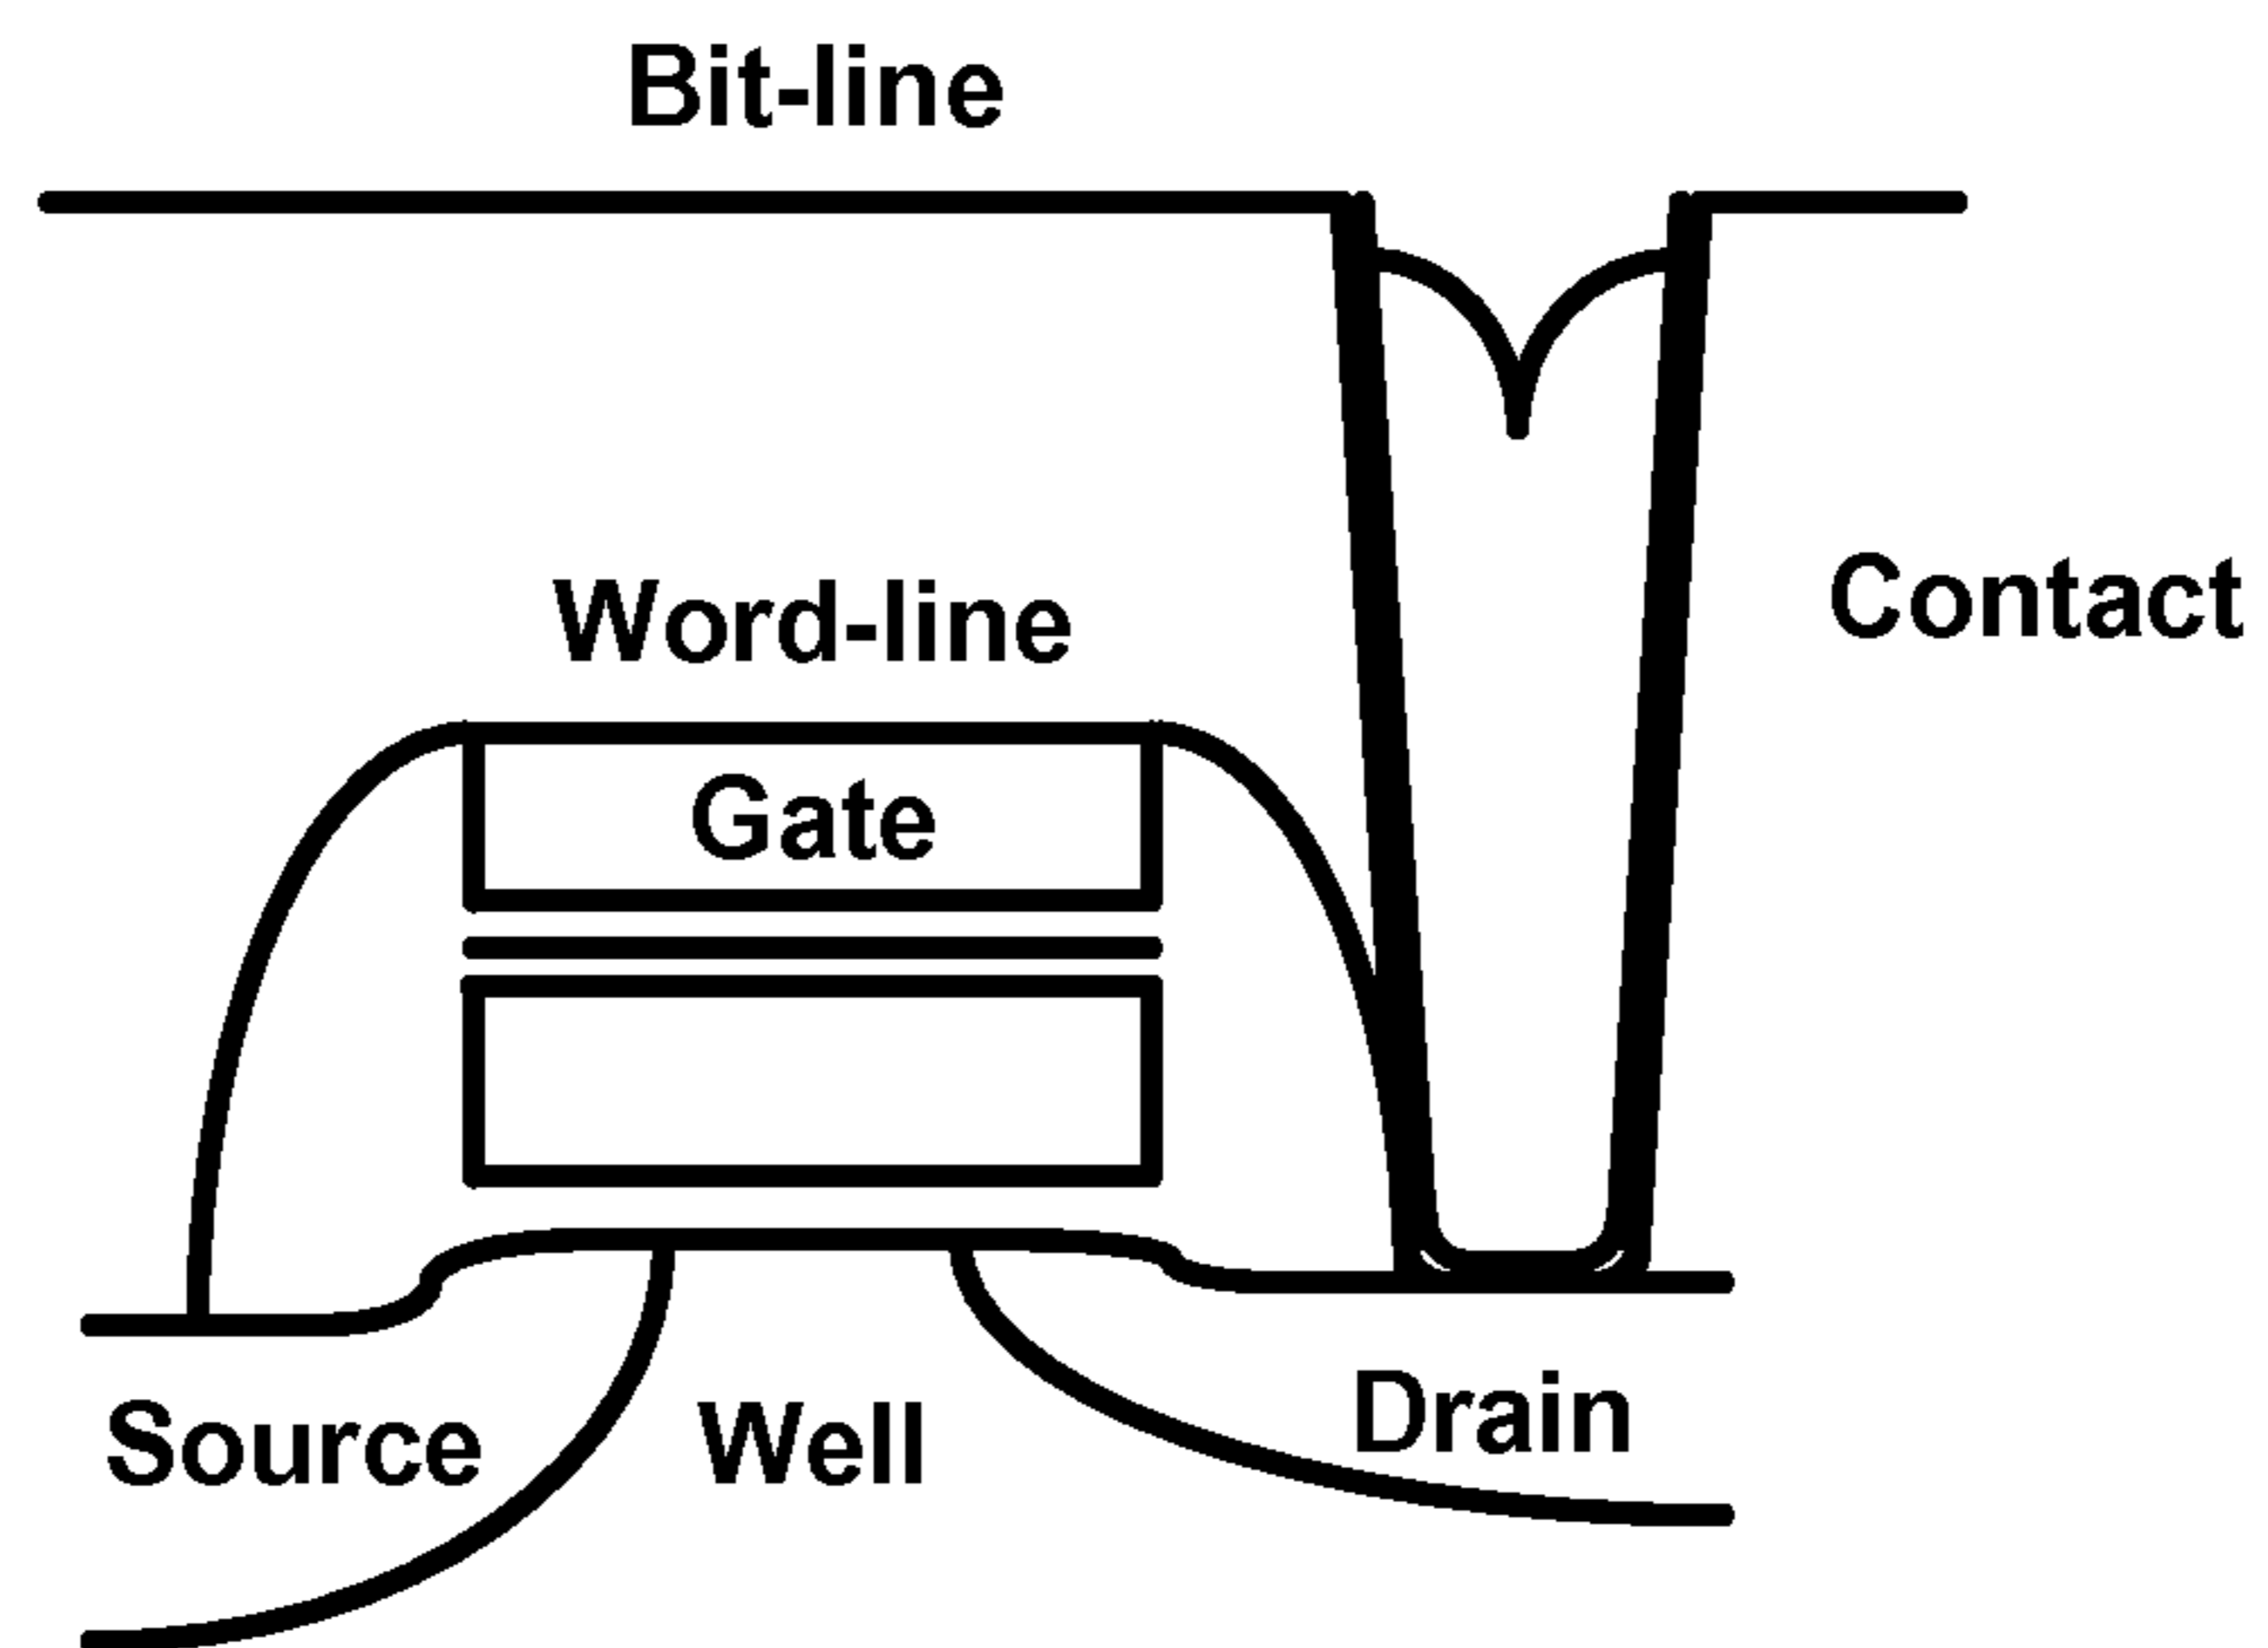 Bit-line
Word-line
Contact
Gate
Source
Well
Drain